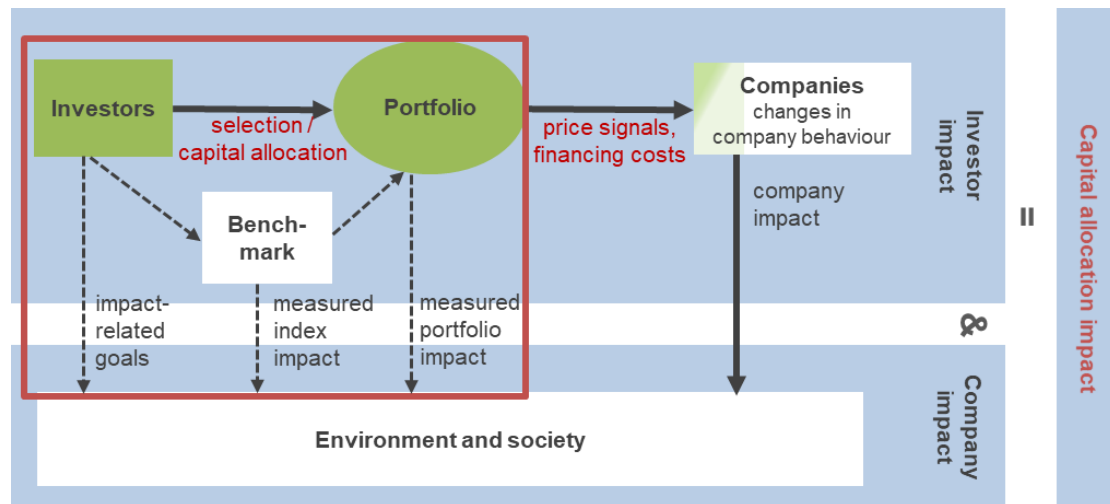 Investors
selection /
capital allocation
Portfolio
price signals,
financing costs
Companies
changes in
company behaviour
Bench-
mark
company
impact
impact-
related
goals
measured
index
impact
measured
portfolio
impact
Environment and society
Investor
impact
&
Company
impact
=
Capital allocation impact